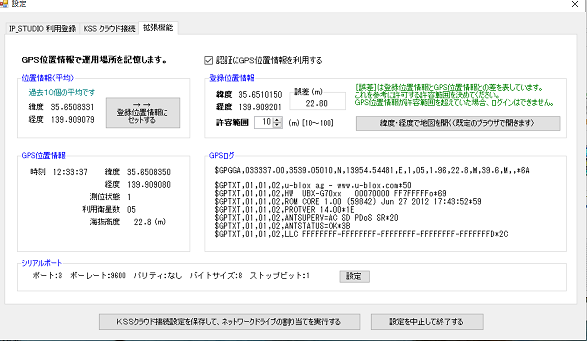 設定
IP_STUDIO 利用登録 KSS クラウド接続 拡張機能
GPS位置情報で運用場所を記憶します。
認証にGPS位置情報を利用する
位置情報(平均)
過去10個の平均です
緯度 35.6508331
経度 139.909079
→ →
登録位置情報に
セットする
登録位置情報
緯度 35.6510150
経度 139.909201
誤差(m)
22.80
[誤差]は登録位置情報とGPS位置情報との差を表しています。
これを参考に許可する許容範囲を決めてください。
GPS位置情報が許容範囲を超えていた場合、ログインはできません。
許容範囲 10 (m) [10~100]
緯度・経度で地図を開く(既定のブラウザで開きます)
GPS位置情報
時刻 12:33:37 緯度 35.6508350
経度 139.909080
測位状態 1
利用衛星数 05
海抜高度 22.8 (m)
GPSログ
$GPGGA,033337.00,3539.05010,N,13954.54481,E,1,05,1.96,22.8,M,39.6,M,,*6A
$GPTXT,01,01,02,u-blox ag - www.u-blox.com*50
$GPTXT,01,01,02,HW UBX-G70xx 00070000 FF7FFFFFo*69
$GPTXT,01,01,02,ROM CORE 1.00 (59842) Jun 27 2012 17:43:52*59
$GPTXT,01,01,02,PROTVER 14.00*1E
$GPTXT,01,01,02,ANTSUPERV=AC SD PDoS SR*20
$GPTXT,01,01,02,ANTSTATUS=OK*3B
$GPTXT,01,01,02,LLC FFFFFFFF-FFFFFFFF-FFFFFFFF-FFFFFFFF-FFFFFFFD*2C
シリアルポート
ポート:3 ボーレート:9600 パリティ:なし バイトサイズ:8 ストップビット:1
設定
KSSクラウド接続設定を保存して、ネットワークドライブの割り当てを実行する
設定を中止して終了する